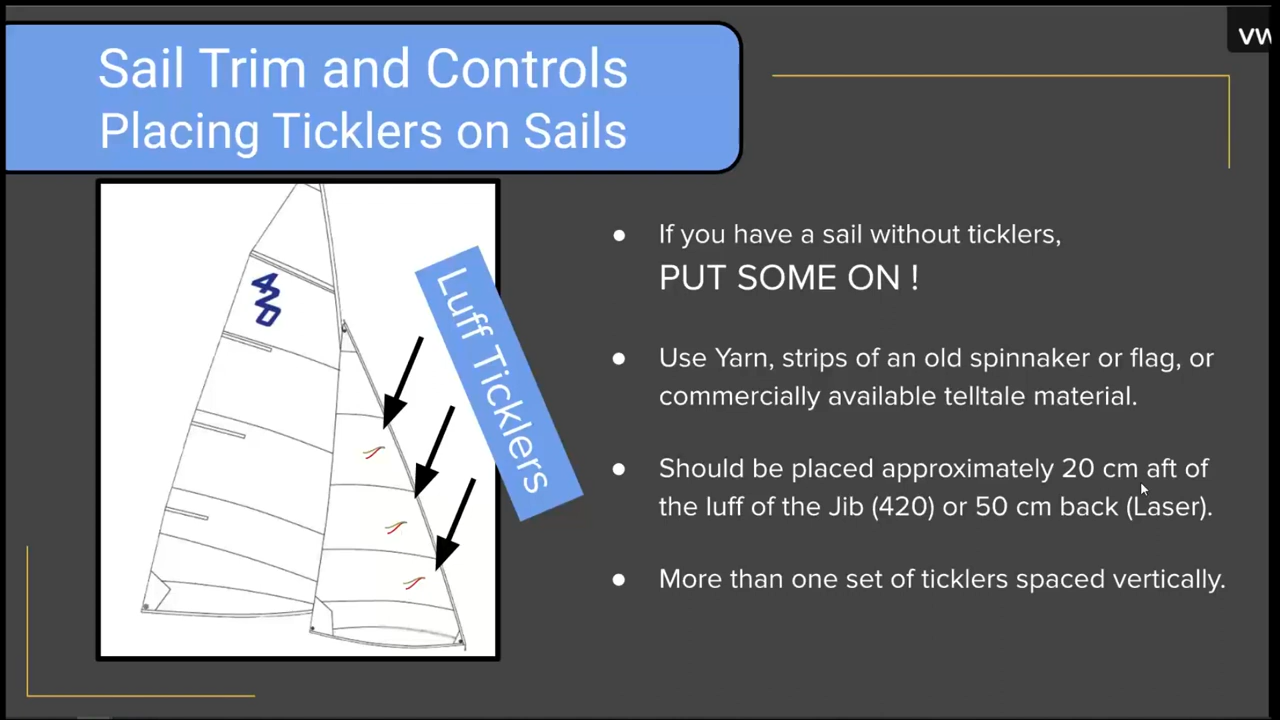 Sail Trim and Controls
Placing Ticklers on Sails
VW
420
Luff Ticklers
● If you have a sail without ticklers,
PUT SOME ON !
● Use Yarn, strips of an old spinnaker or flag, or
commercially available telltale material.
● Should be placed approximately 20 cm aft of
the luff of the Jib (420) or 50 cm back (Laser).
● More than one set of ticklers spaced vertically.